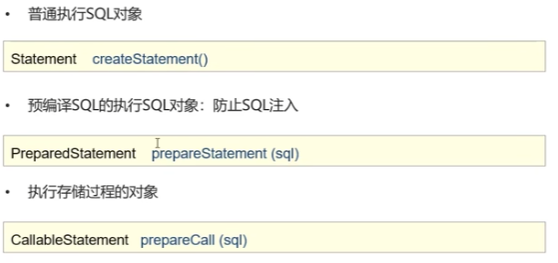 • 普通执行SQL对象
Statement createStatement()
• 预编译SQL的执行SQL对象：防止SQL注入
PreparedStatement prepareStatement (sql)
• 执行存储过程的对象
CallableStatement prepareCall (sql)